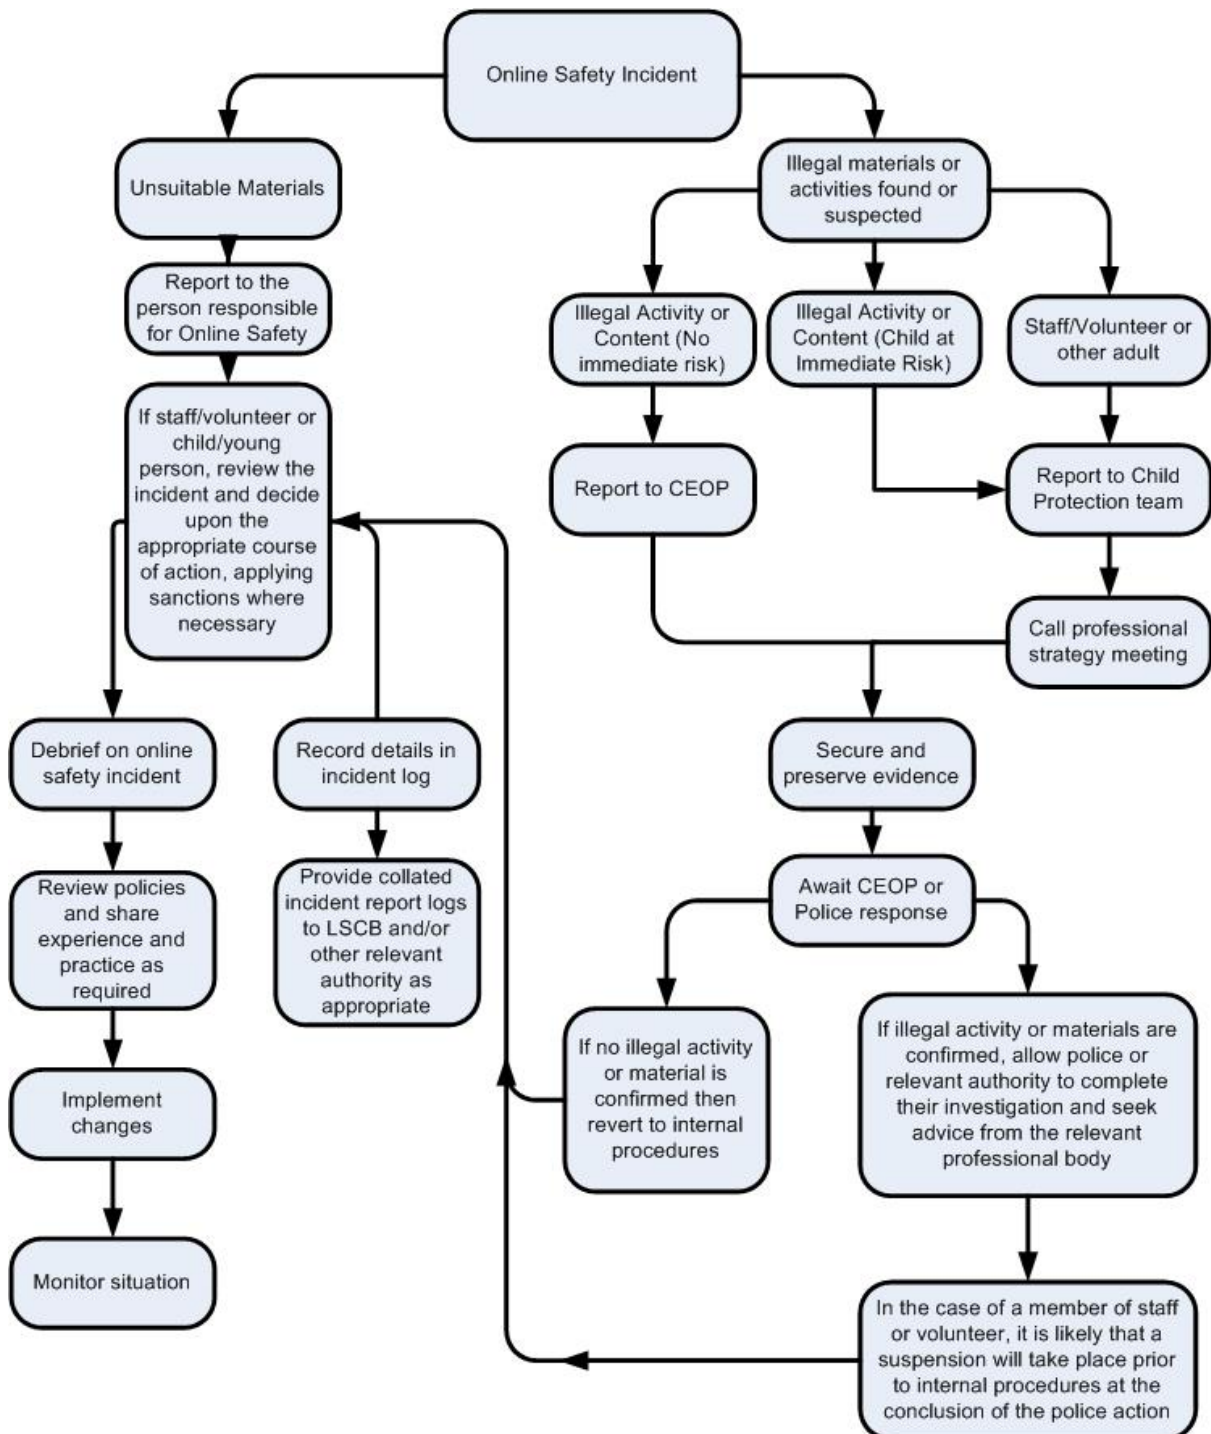 Online Safety Incident
Unsuitable Materials
Report to the
person responsible
for Online Safety
If staff/volunteer or
child/young
person, review the
incident and decide
upon the
appropriate course
of action, applying
sanctions where
necessary
Debrief on online
safety incident
Review policies
and share
experience and
practice as
required
Implement
changes
Monitor situation
Record details in
incident log
Provide collated
incident report logs
to LSCB and/or
other relevant
authority as
appropriate
Illegal materials or
activities found or
suspected
Illegal Activity or
Content (No
immediate risk)
Illegal Activity or
Content (Child at
Immediate Risk)
Staff/Volunteer or
other adult
Report to CEOP
Report to Child
Protection team
Call professional
strategy meeting
Secure and
preserve evidence
Await CEOP or
Police response
If no illegal activity
or material is
confirmed then
revert to internal
procedures
If illegal activity or materials are
confirmed, allow police or
relevant authority to complete
their investigation and seek
advice from the relevant
professional body
In the case of a member of staff
or volunteer, it is likely that a
suspension will take place prior
to internal procedures at the
conclusion of the police action